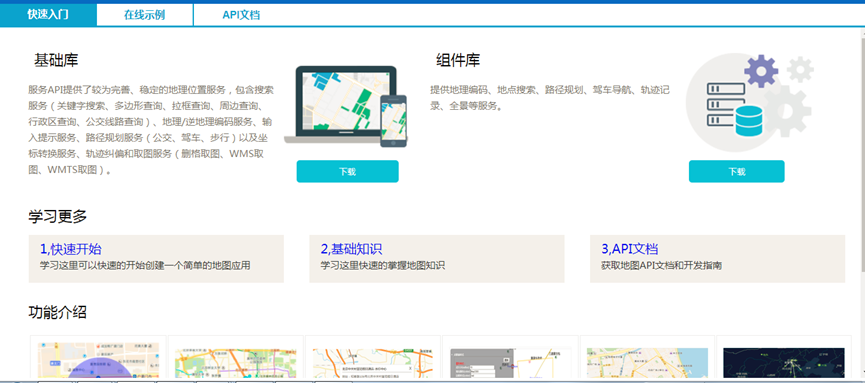 快速入门
在线示例
API文档
基础库
服务API提供了较为完善、稳定的地理位置服务，包含搜索
服务（关键字搜索、多边形查询、拉框查询、周边查询、
行政区查询、公交线路查询）、地理/逆地理编码服务、输
入提示服务、路径规划服务（公交、驾车、步行）以及坐
标转换服务、轨迹纠偏和取图服务（删格取图、WMS取
图、WMTS取图）。
下载
组件库
提供地理编码、地点搜索、路径规划、驾车导航、轨迹记
录、全景等服务。
下载
学习更多
1,快速开始
学习这里可以快速的开始创建一个简单的地图应用
2,基础知识
学习这里快速的掌握地图知识
3,API文档
获取地图API文档和开发指南
功能介绍